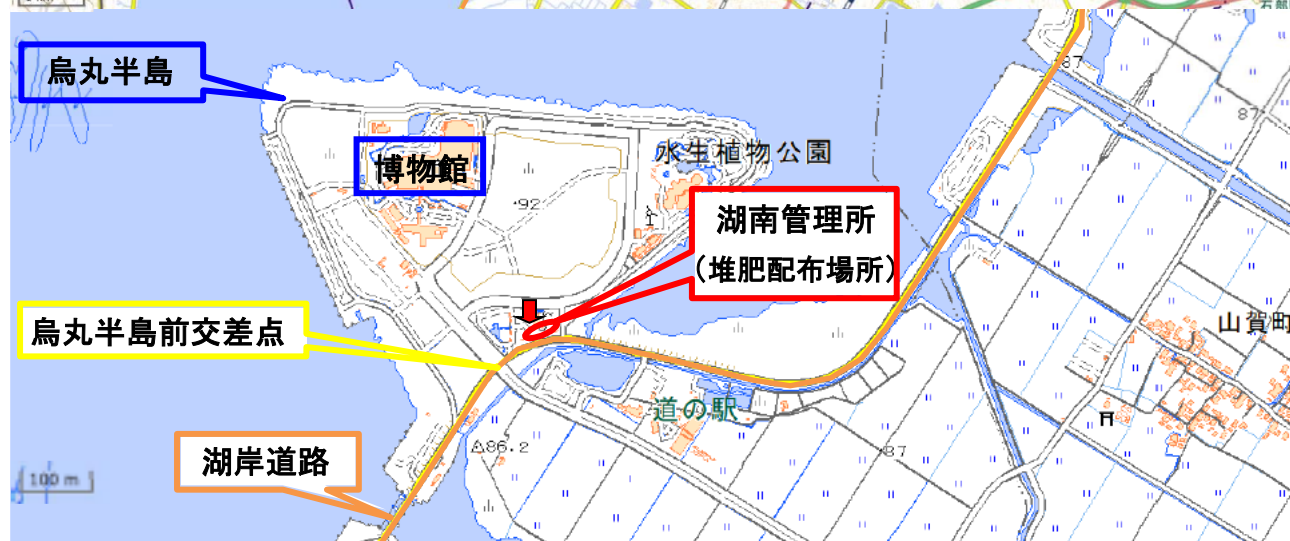 烏丸半島
87
87
博物館
水生植物公園
・92
湖南管理所
(堆肥配布場所)
烏丸半島前交差点
山賀町
道の駅
△86.2
・87
湖岸道路
100 m